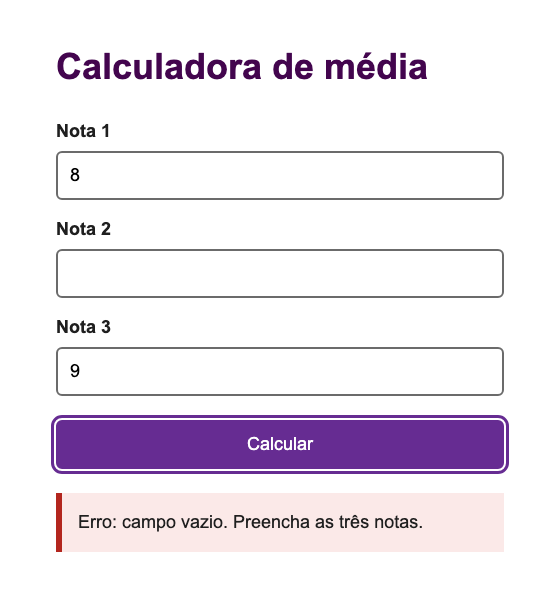 Calculadora de média
Nota 1
8
Nota 2
Nota 3
9
Calcular
Erro: campo vazio. Preencha as três notas.